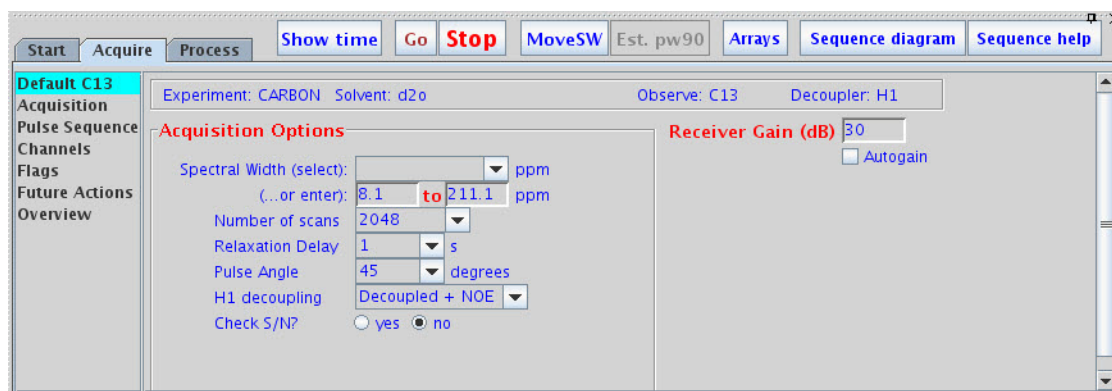 Start Acquire Process Show time Go Stop MoveSW Est. pw90 Arrays Sequence diagram Sequence help
Default C13
Acquisition
Pulse Sequence
Channels
Flags
Future Actions
Overview
Experiment: CARBON Solvent: d2o Observe: C13 Decoupler: H1
Acquisition Options
Spectral Width (select): ppm
(...or enter): 8.1 to 211.1 ppm
Number of scans 2048
Relaxation Delay 1 s
Pulse Angle 45 degrees
H1 decoupling Decoupled + NOE
Check S/N? yes no
Receiver Gain (dB) 30
Autogain